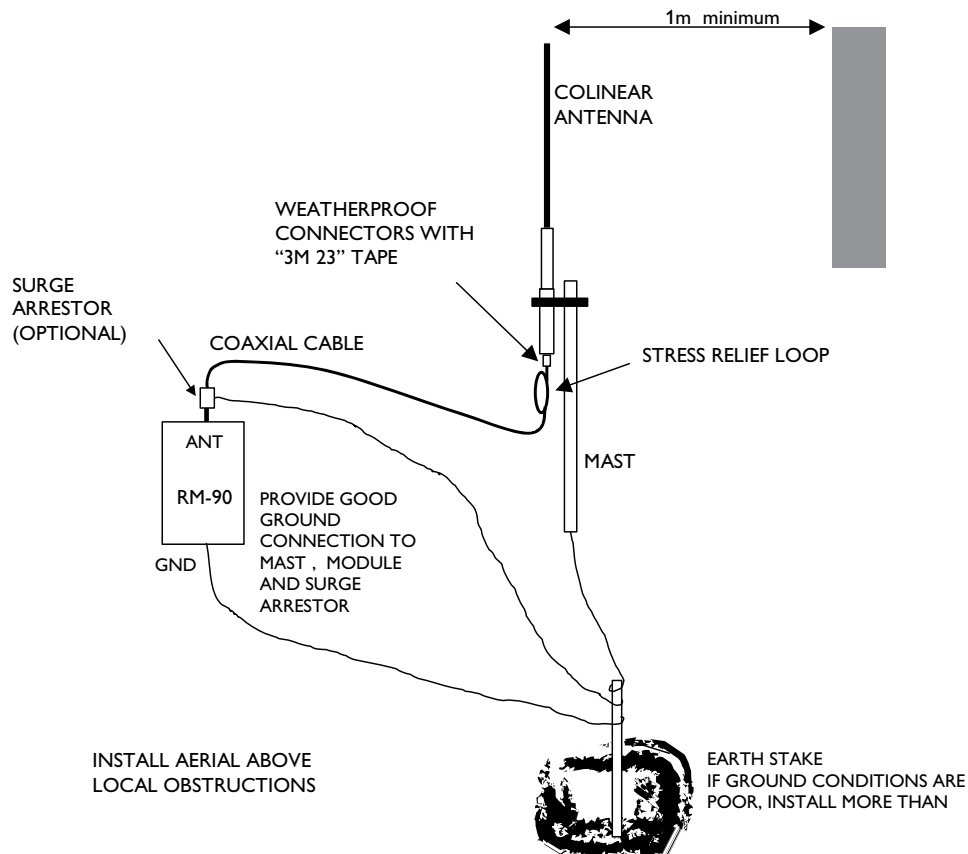 1m minimum
COLINEAR
ANTENNA
WEATHERPROOF
CONNECTORS WITH
“3M 23” TAPE
SURGE
ARRESTOR
(OPTIONAL)
COAXIAL CABLE
STRESS RELIEF LOOP
ANT
RM-90
GND
MAST
PROVIDE GOOD
GROUND
CONNECTION TO
MAST , MODULE
AND SURGE
ARRESTOR
INSTALL AERIAL ABOVE
LOCAL OBSTRUCTIONS
EARTH STAKE
IF GROUND CONDITIONS ARE
POOR, INSTALL MORE THAN